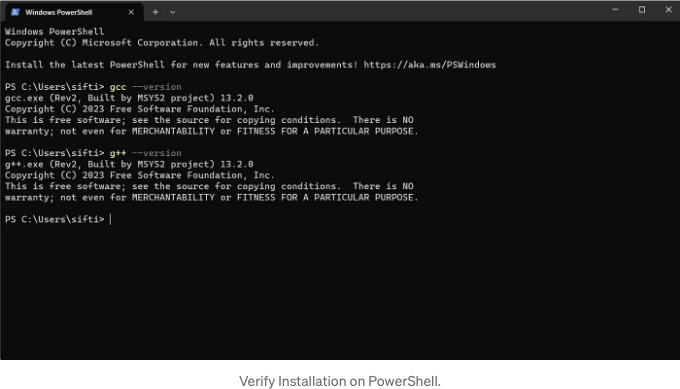 Windows PowerShell
Windows PowerShell
Copyright (C) Microsoft Corporation. All rights reserved.
Install the latest PowerShell for new features and improvements! https://aka.ms/PSWindows
PS C:\Users\sifti> gcc --version
gcc.exe (Rev2, Built by MSYS2 project) 13.2.0
Copyright (C) 2023 Free Software Foundation, Inc.
This is free software; see the source for copying conditions.  There is NO
warranty; not even for MERCHANTABILITY or FITNESS FOR A PARTICULAR PURPOSE.
PS C:\Users\sifti> g++ --version
g++.exe (Rev2, Built by MSYS2 project) 13.2.0
Copyright (C) 2023 Free Software Foundation, Inc.
This is free software; see the source for copying conditions.  There is NO
warranty; not even for MERCHANTABILITY or FITNESS FOR A PARTICULAR PURPOSE.
PS C:\Users\sifti>
Verify Installation on PowerShell.